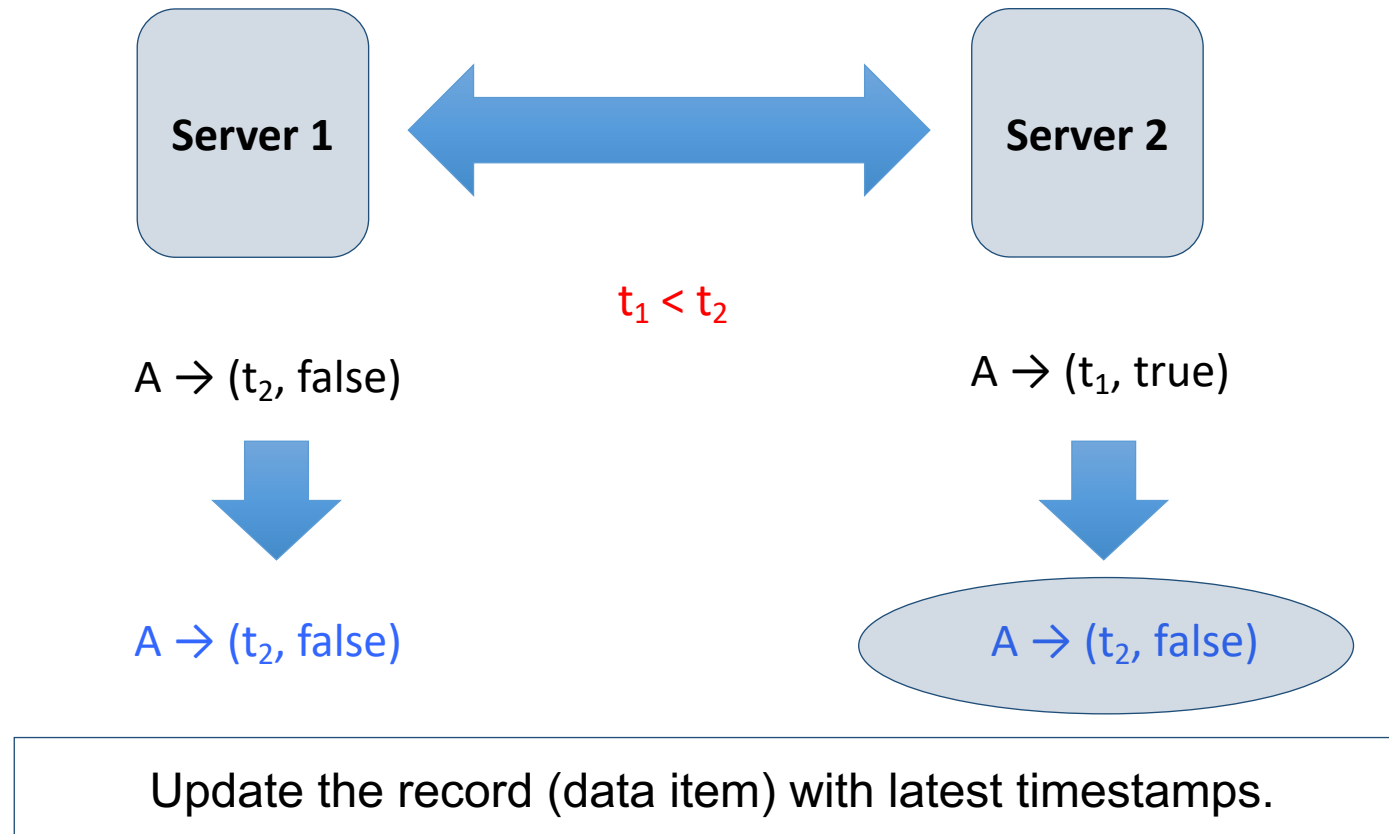 Server 1
Server 2
t₁ < t₂
A → (t₂, false)
A → (t₁, true)
A → (t₂, false)
A → (t₂, false)
Update the record (data item) with latest timestamps.